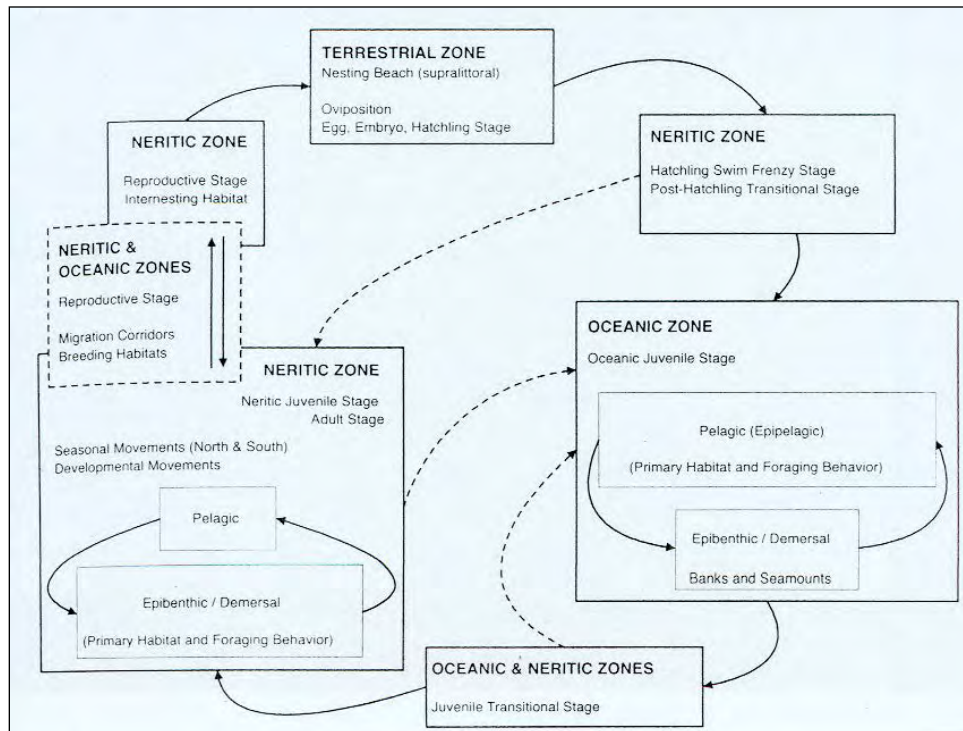 TERRESTRIAL ZONE
Nesting Beach (supralittoral)
Oviposition
Egg, Embryo, Hatchling Stage
NERITIC ZONE
Hatchling Swim Frenzy Stage
Post-Hatchling Transitional Stage
NERITIC ZONE
Reproductive Stage
Internesting Habitat
NERITIC &
OCEANIC ZONES
Reproductive Stage
Migration Corridors
Breeding Habitats
OCEANIC ZONE
Oceanic Juvenile Stage
Pelagic (Epipelagic)
(Primary Habitat and Foraging Behavior)
Epibenthic / Demersal
Banks and Seamounts
NERITIC ZONE
Neritic Juvenile Stage
Adult Stage
Seasonal Movements (North & South)
Developmental Movements
Pelagic
Epibenthic / Demersal
(Primary Habitat and Foraging Behavior)
OCEANIC & NERITIC ZONES
Juvenile Transitional Stage